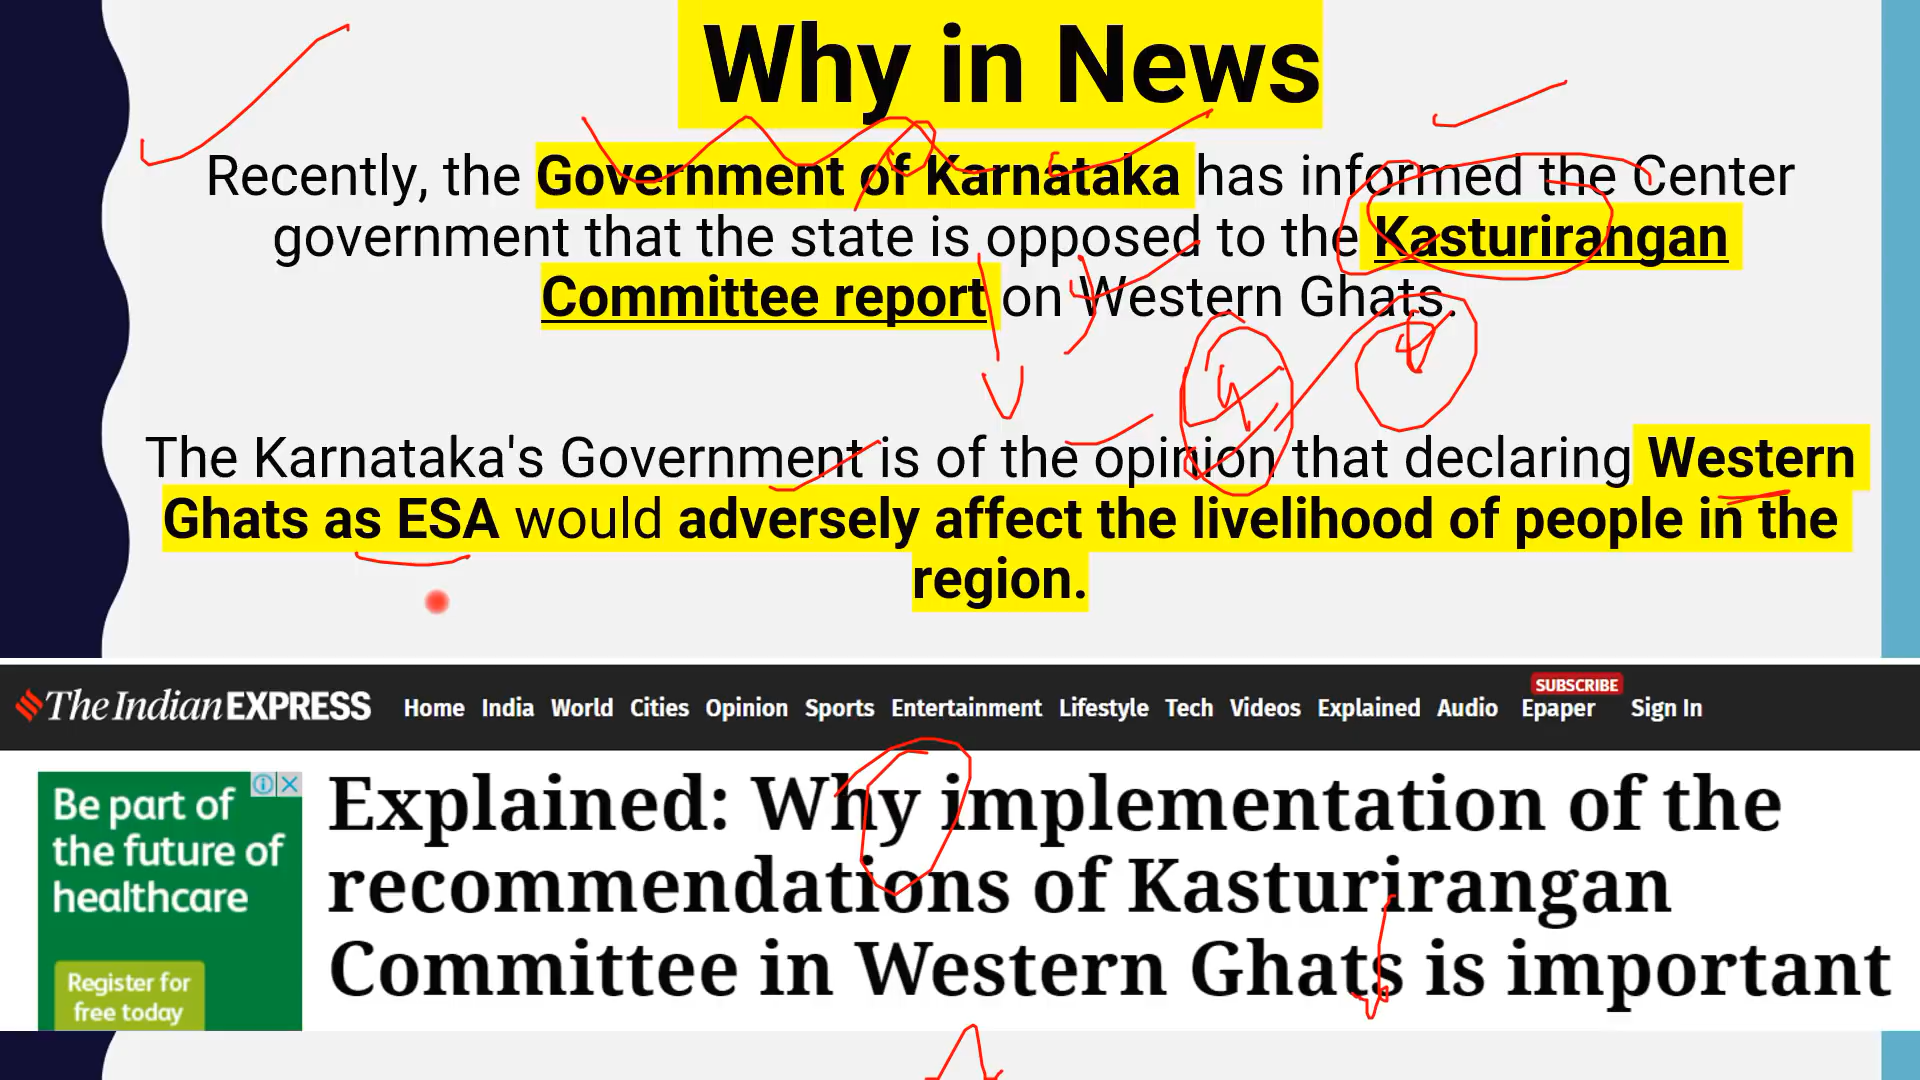 Why in News
Recently, the Government of Karnataka has informed the Center
government that the state is opposed to the Kasturirangan
Committee report on Western Ghats.
The Karnataka's Government is of the opinion that declaring Western
Ghats as ESA would adversely affect the livelihood of people in the
region.
The Indian EXPRESS Home India World Cities Opinion Sports Entertainment Lifestyle Tech Videos Explained Audio Epaper Sign In
SUBSCRIBE
Be part of
the future of
healthcare
Register for
free today
Explained: Why implementation of the
recommendations of Kasturirangan
Committee in Western Ghats is important